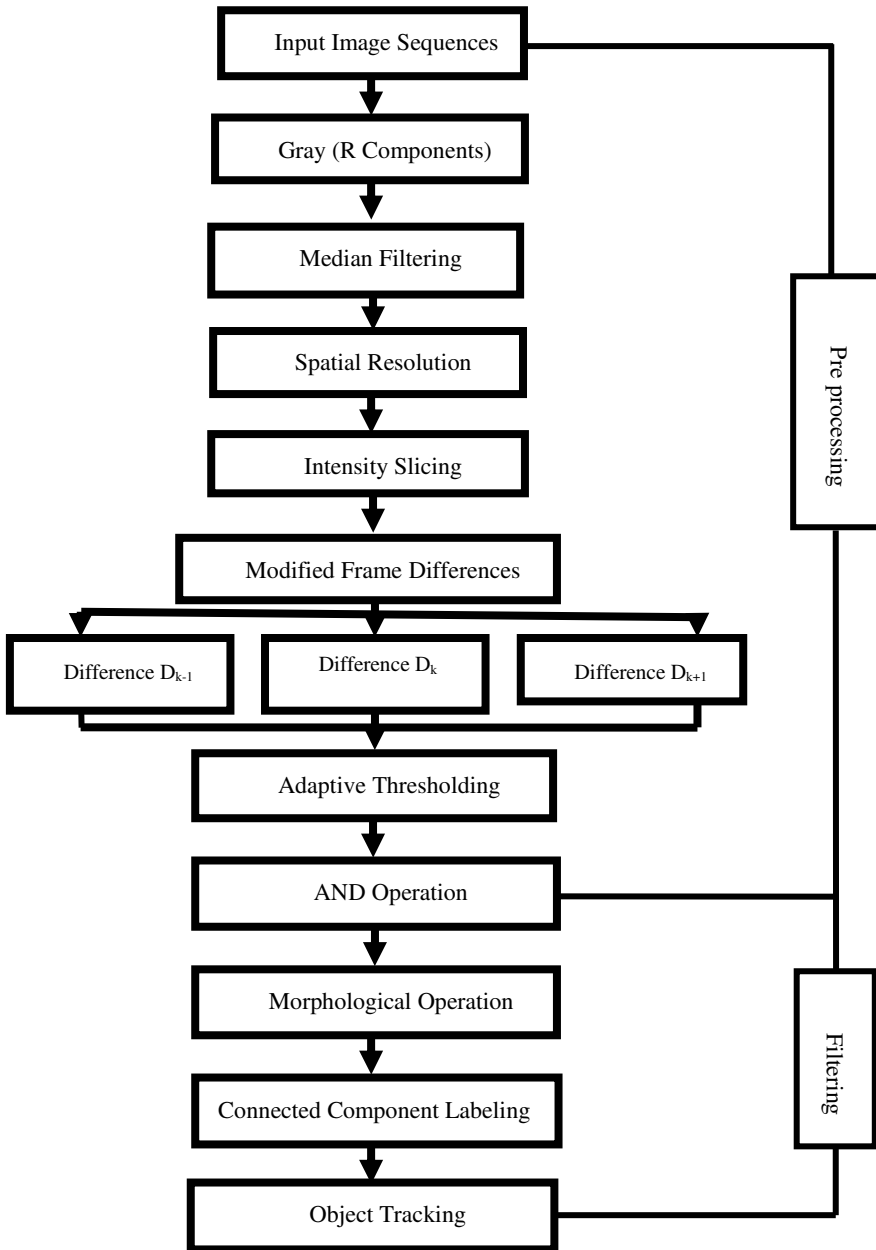 Input Image Sequences
Gray (R Components)
Median Filtering
Spatial Resolution
Intensity Slicing
Modified Frame Differences
Difference Dk-1
Difference Dk
Difference Dk+1
Adaptive Thresholding
AND Operation
Morphological Operation
Connected Component Labeling
Object Tracking
Pre processing
Filtering